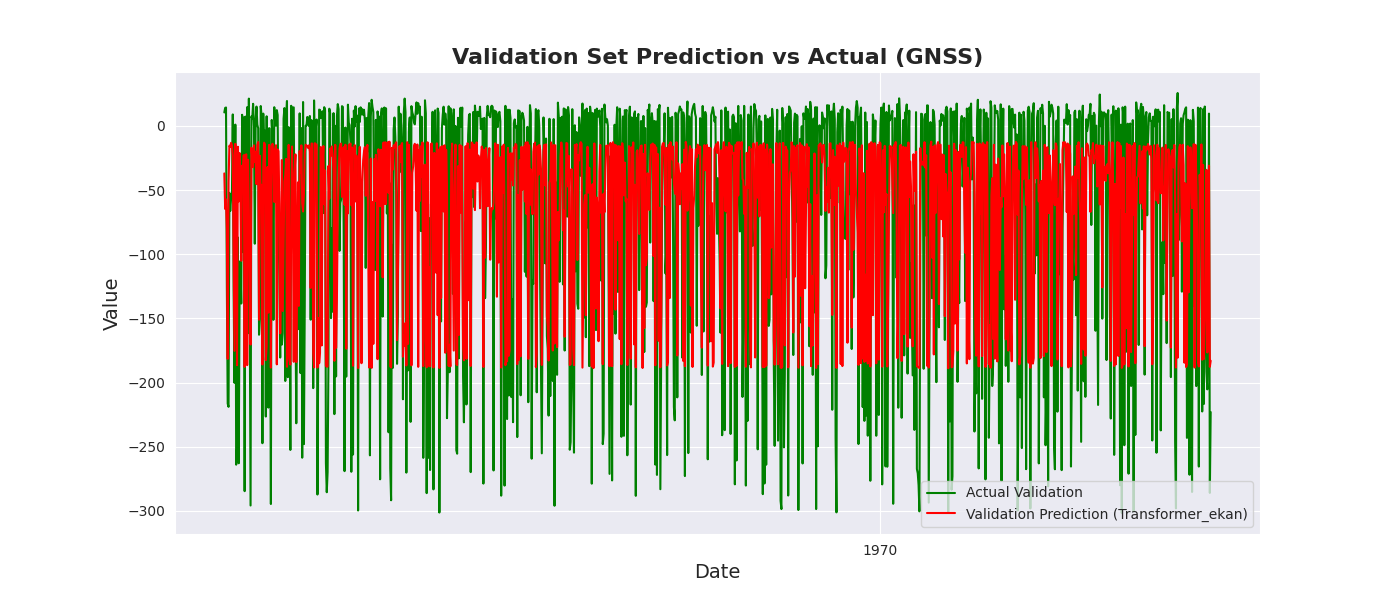 Validation Set Prediction vs Actual (GNSS)
Value
0
−50
−100
−150
−200
−250
−300
Actual Validation
Validation Prediction (Transformer_ekan)
1970
Date